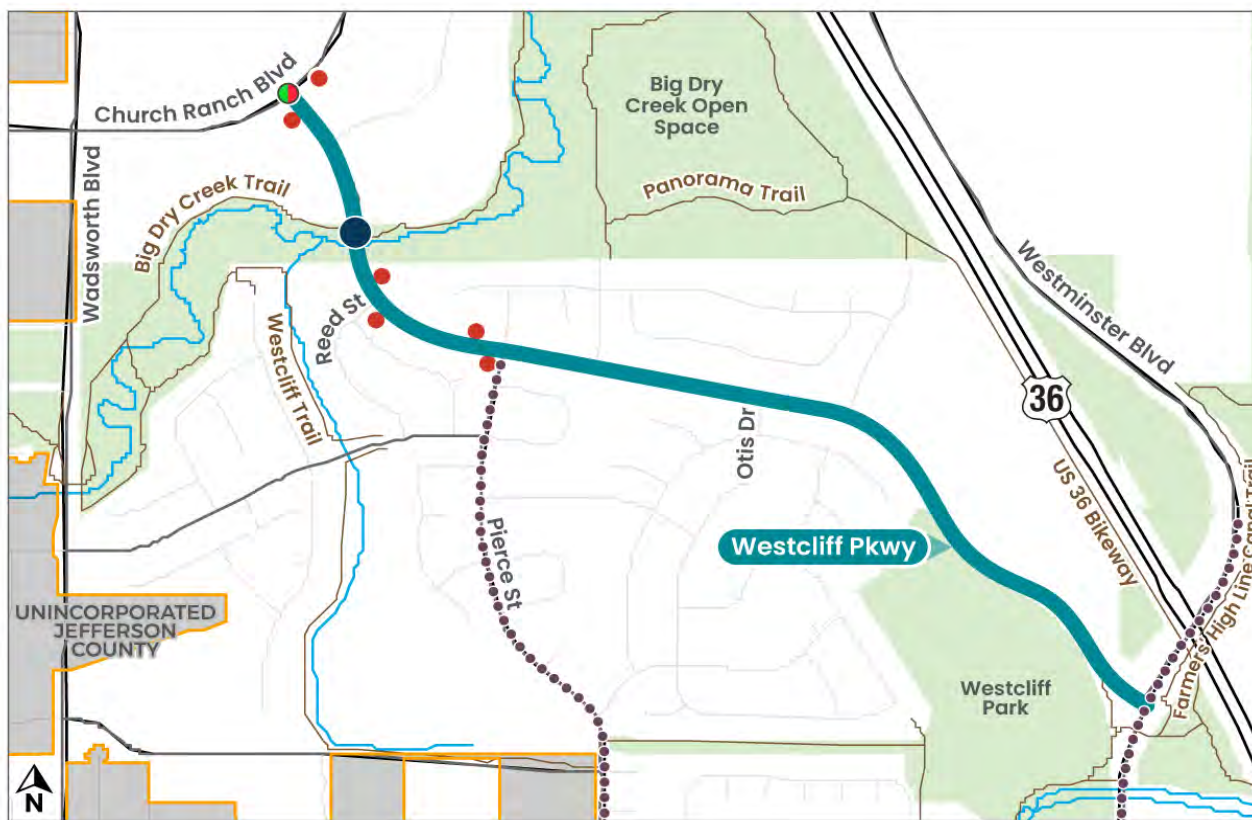 Church Ranch Blvd
Big Dry
Creek Open
Space
Wadsworth Blvd
Big Dry Creek Trail
Panorama Trail
Westminster Blvd
Reed St
Westcliff Trail
36
Otis Dr
US 36 Bikeway
Westcliff Pkwy
Pierce St
Farmers' High Line Canal Trail
UNINCORPORATED
JEFFERSON
COUNTY
Westcliff
Park
N